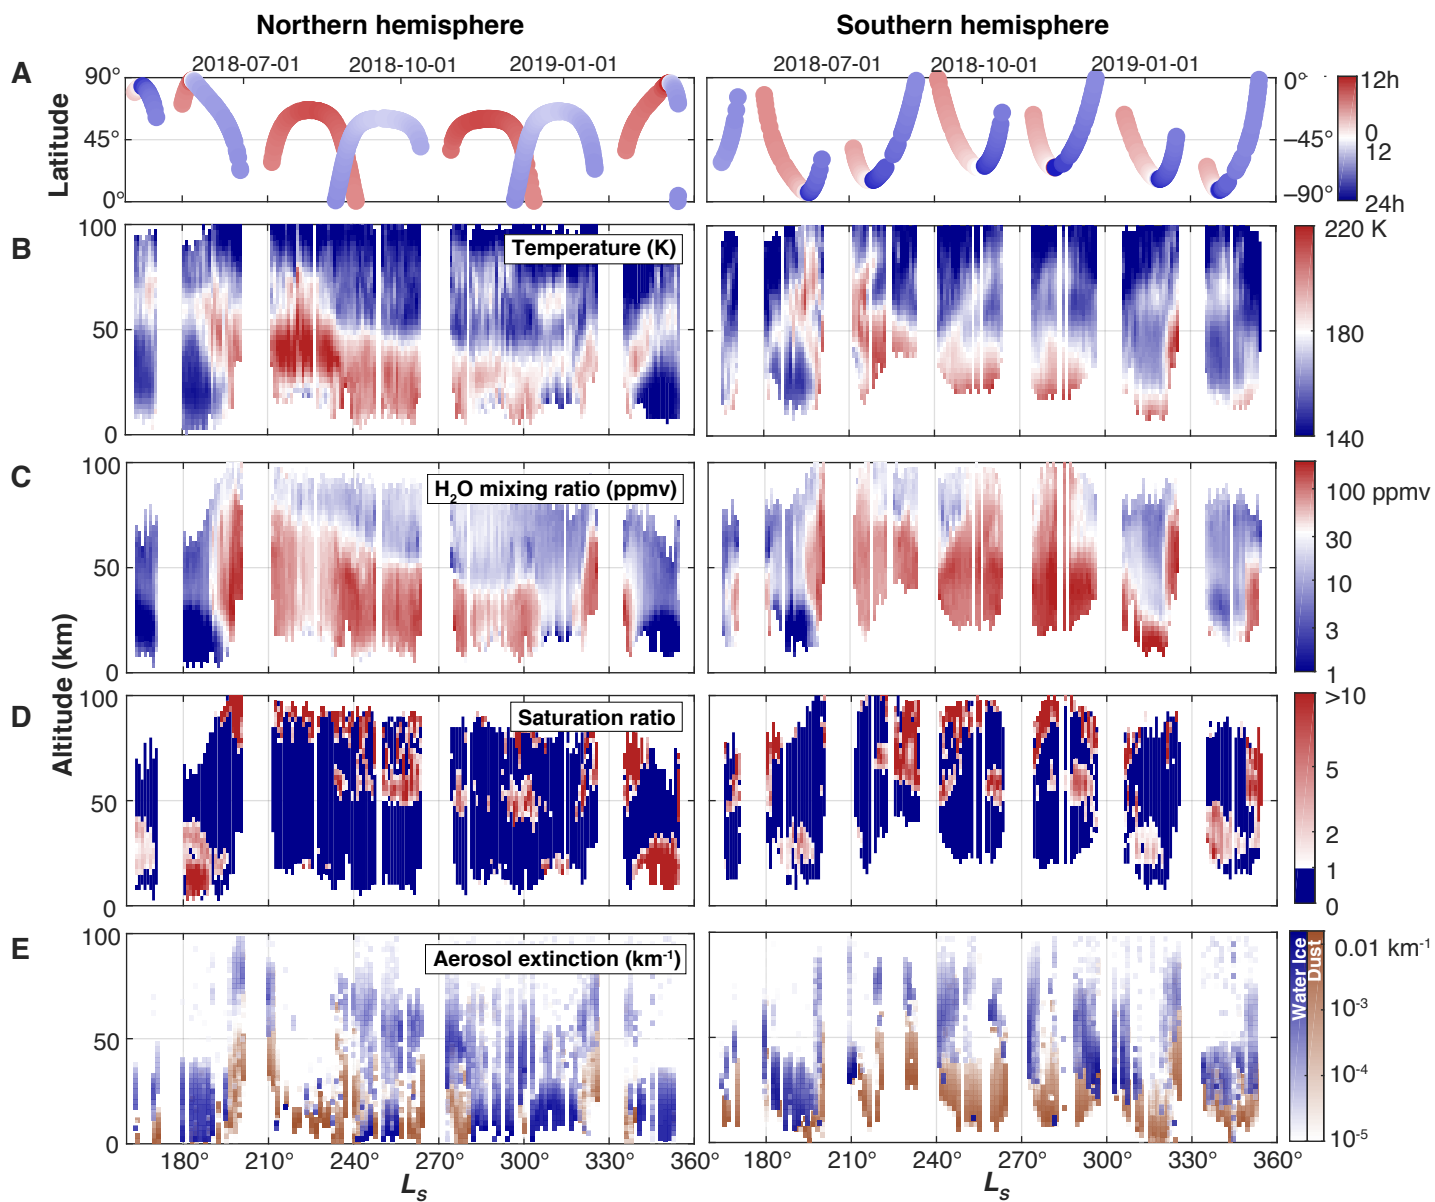 Northern hemisphere
Southern hemisphere
A
2018-07-01
2018-10-01
2019-01-01
2018-07-01
2018-10-01
2019-01-01
Latitude
90°
45°
0°
0°
−45°
−90°
12h
0
12
24h
B
Temperature (K)
100
50
0
220 K
180
140
C
H₂O mixing ratio (ppmv)
100
50
0
100 ppmv
30
10
3
1
Altitude (km)
D
Saturation ratio
100
50
0
>10
5
2
1
0
E
Aerosol extinction (km⁻¹)
100
50
0
Water Ice
Dust
0.01 km⁻¹
10⁻³
10⁻⁴
10⁻⁵
180° 210° 240° 270° 300° 330° 360
180° 210° 240° 270° 300° 330° 360°
Lₛ
Lₛ